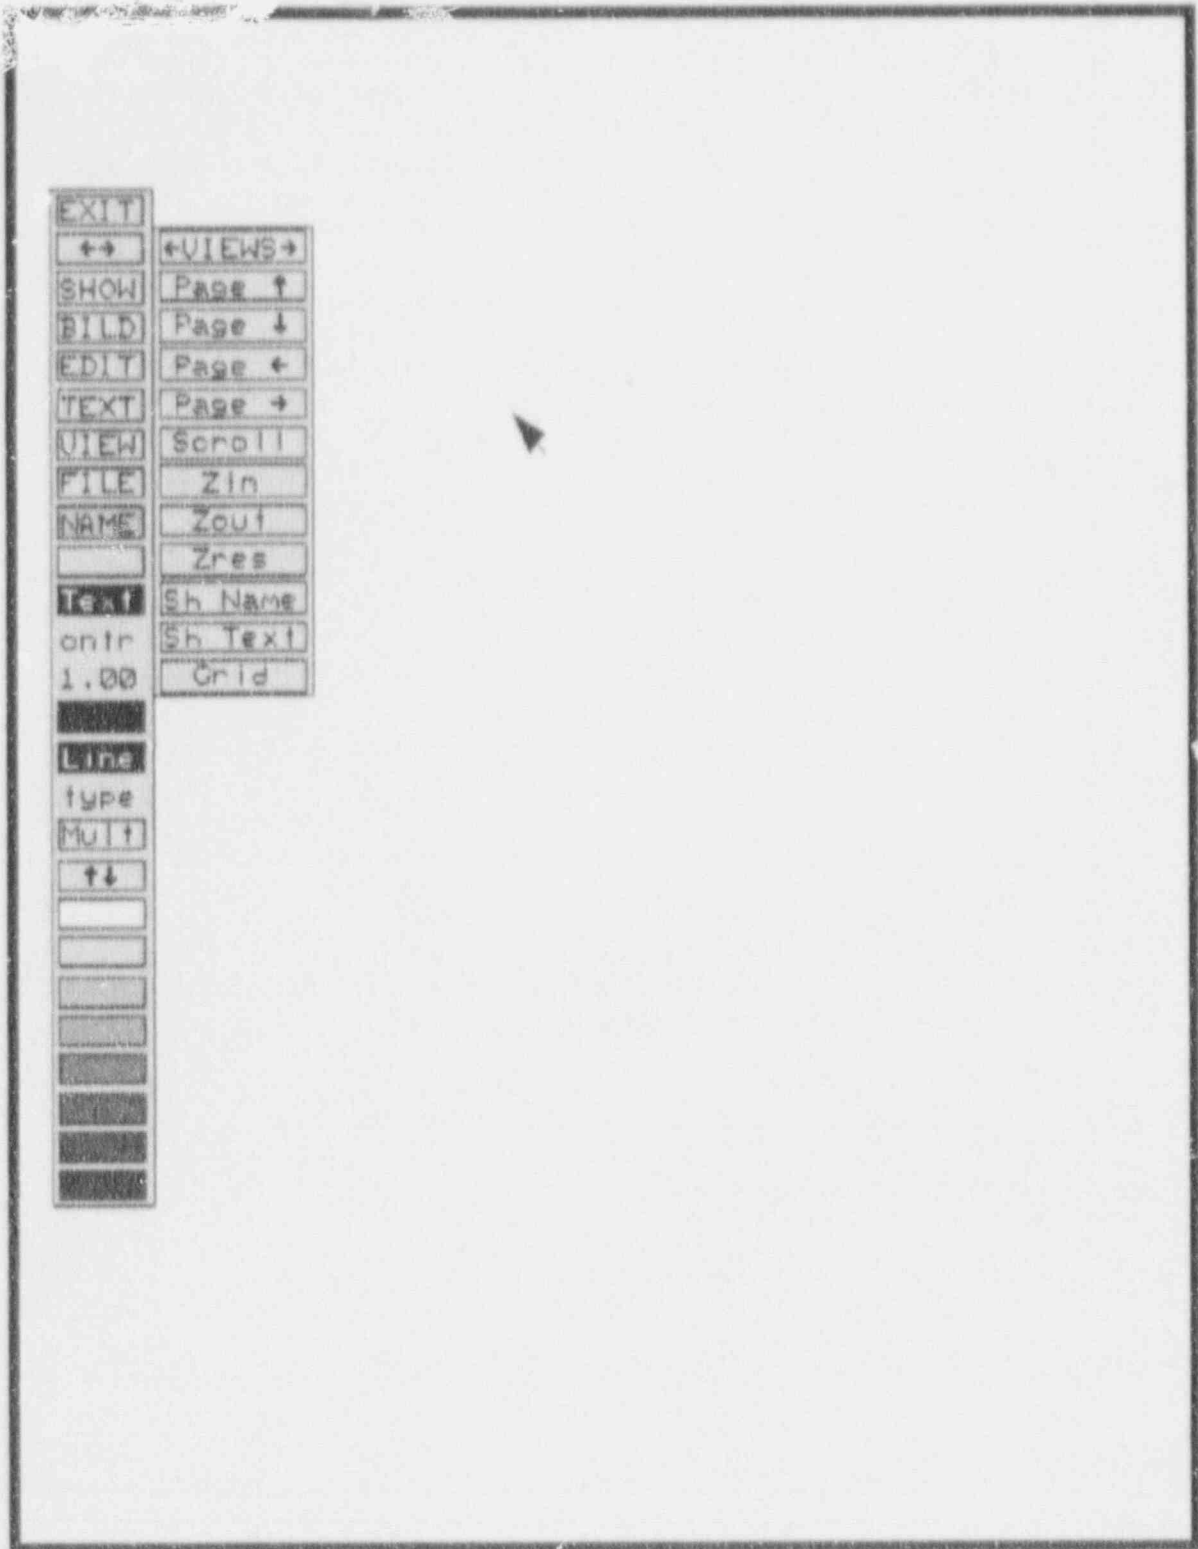 EXIT
←→
SHOW
BILD
EDIT
TEXT
VIEW
FILE
NAME
Text
ontr
1.00
Line
type
Mult
↑↓
←VIEWS→
Page ↑
Page ↓
Page ←
Page →
Scroll
Zin
Zout
Zres
Sh Name
Sh Text
Grid